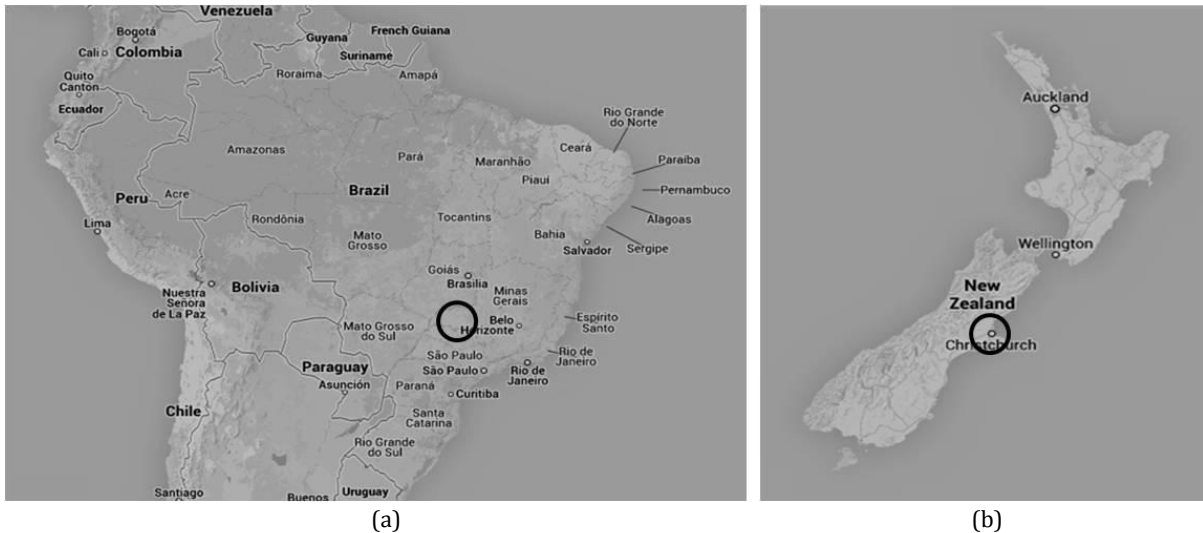 Venezuela
Bogotá
Cali
Colombia
Guyana
French Guiana
Suriname
Quito
Canton
Roraima
Amapá
Ecuador
Rio Grande
do Norte
Amazonas
Pará
Maranhão
Ceará
Paraíba
Piauí
Peru
Acre
Brazil
Pernambuco
Lima
Rondônia
Tocantins
Alagoas
Mato
Grosso
Bahia
Salvador
Sergipe
Goiás
Brasilia
Nuestra
Señora
de La Paz
Bolivia
Minas
Gerais
Mato Grosso
do Sul
Belo
Horizonte
Espírito
Santo
São Paulo
Rio de
Janeiro
Paraguay
São Paulo
Rio de
Janeiro
Asunción
Paraná
Curitiba
Chile
Santa
Catarina
Rio Grande
do Sul
Santiago
Buenos
Uruguay
(a)
Auckland
Wellington
New
Zealand
Christchurch
(b)